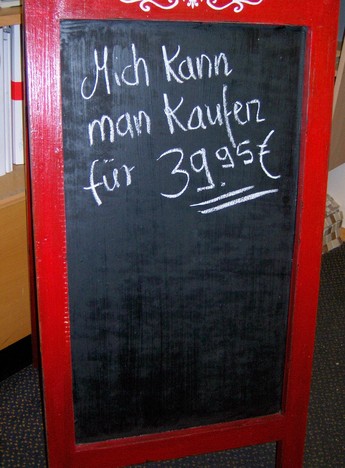 Mich kann
man kaufen
für 39.95€